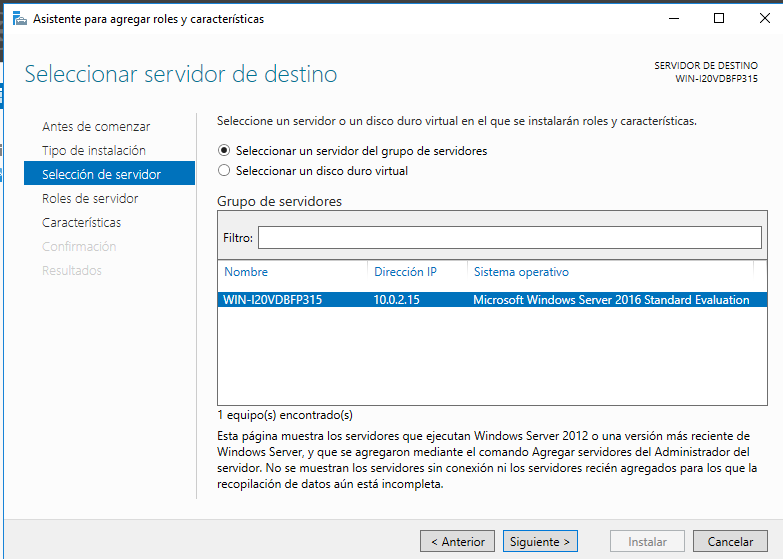 Asistente para agregar roles y características
Seleccionar servidor de destino
SERVIDOR DE DESTINO
WIN-I20VDBFP315
Antes de comenzar
Tipo de instalación
Selección de servidor
Roles de servidor
Características
Confirmación
Resultados
Seleccione un servidor o un disco duro virtual en el que se instalarán roles y características.
Seleccionar un servidor del grupo de servidores
Seleccionar un disco duro virtual
Grupo de servidores
Filtro:
Nombre Dirección IP Sistema operativo
WIN-I20VDBFP315 10.0.2.15 Microsoft Windows Server 2016 Standard Evaluation
1 equipo(s) encontrado(s)
Esta página muestra los servidores que ejecutan Windows Server 2012 o una versión más reciente de
Windows Server, y que se agregaron mediante el comando Agregar servidores del Administrador del
servidor. No se muestran los servidores sin conexión ni los servidores recién agregados para los que la
recopilación de datos aún está incompleta.
< Anterior Siguiente > Instalar Cancelar